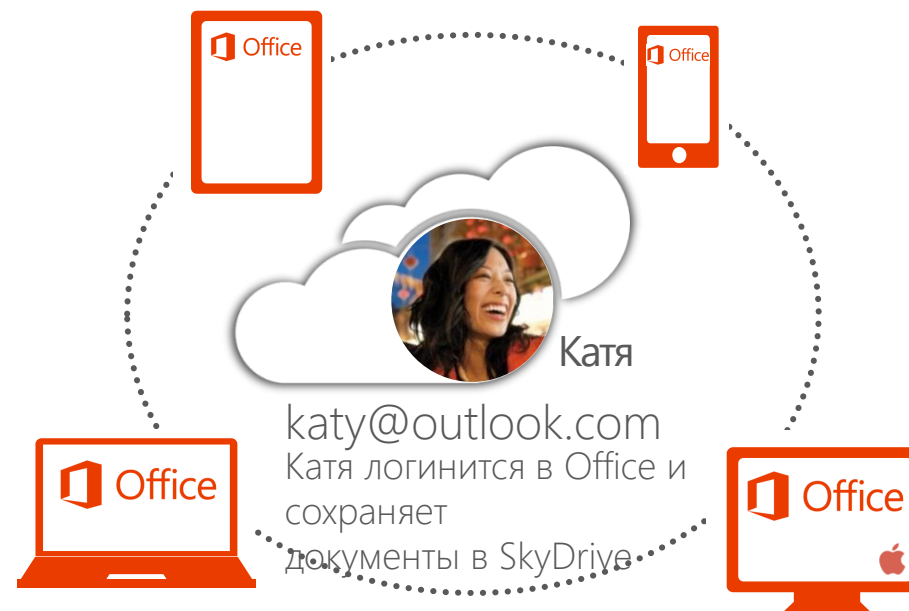 Office
Office
Катя
katy@outlook.com
Катя логинится в Office и
сохраняет
документы в SkyDrive
Office
Office